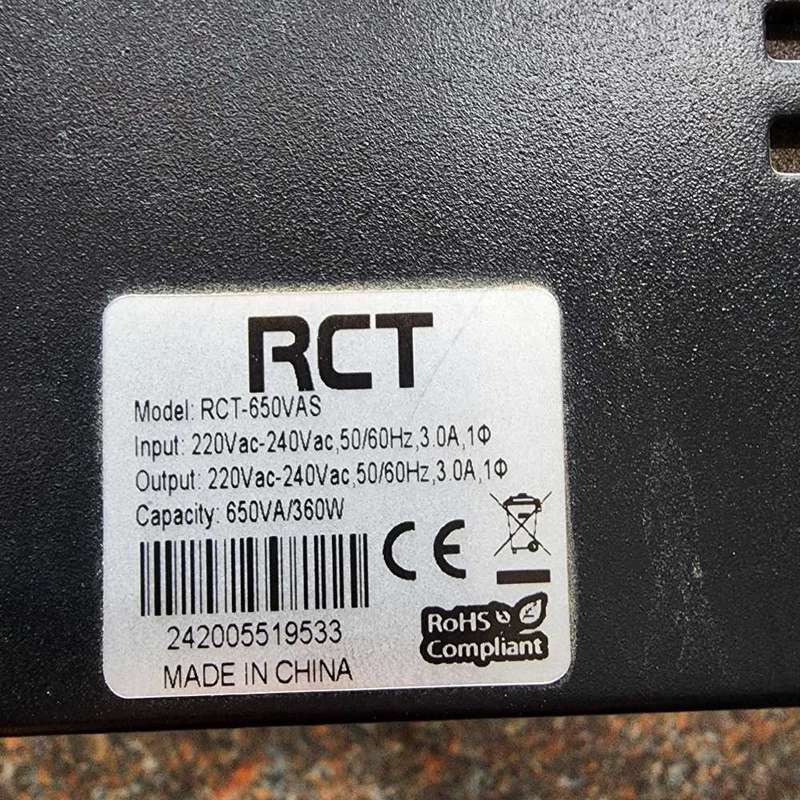 RCT
Model: RCT-650VAS
Input: 220Vac-240Vac,50/60Hz,3.0A,1Φ
Output: 220Vac-240Vac,50/60Hz,3.0A,1Φ
Capacity: 650VA/360W
CE
242005519533
RoHS
Compliant
MADE IN CHINA